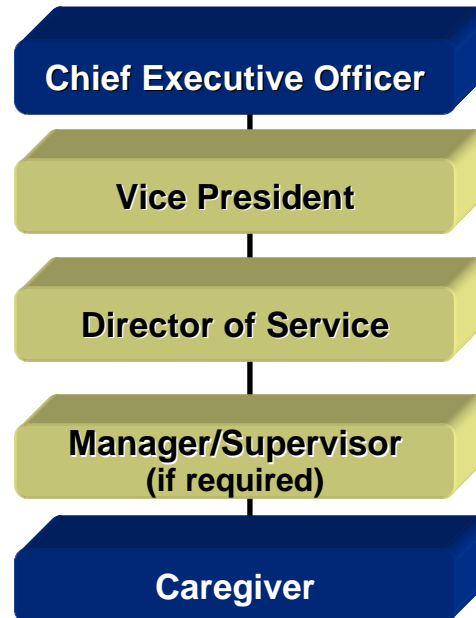 Chief Executive Officer
Vice President
Director of Service
Manager/Supervisor
(if required)
Caregiver